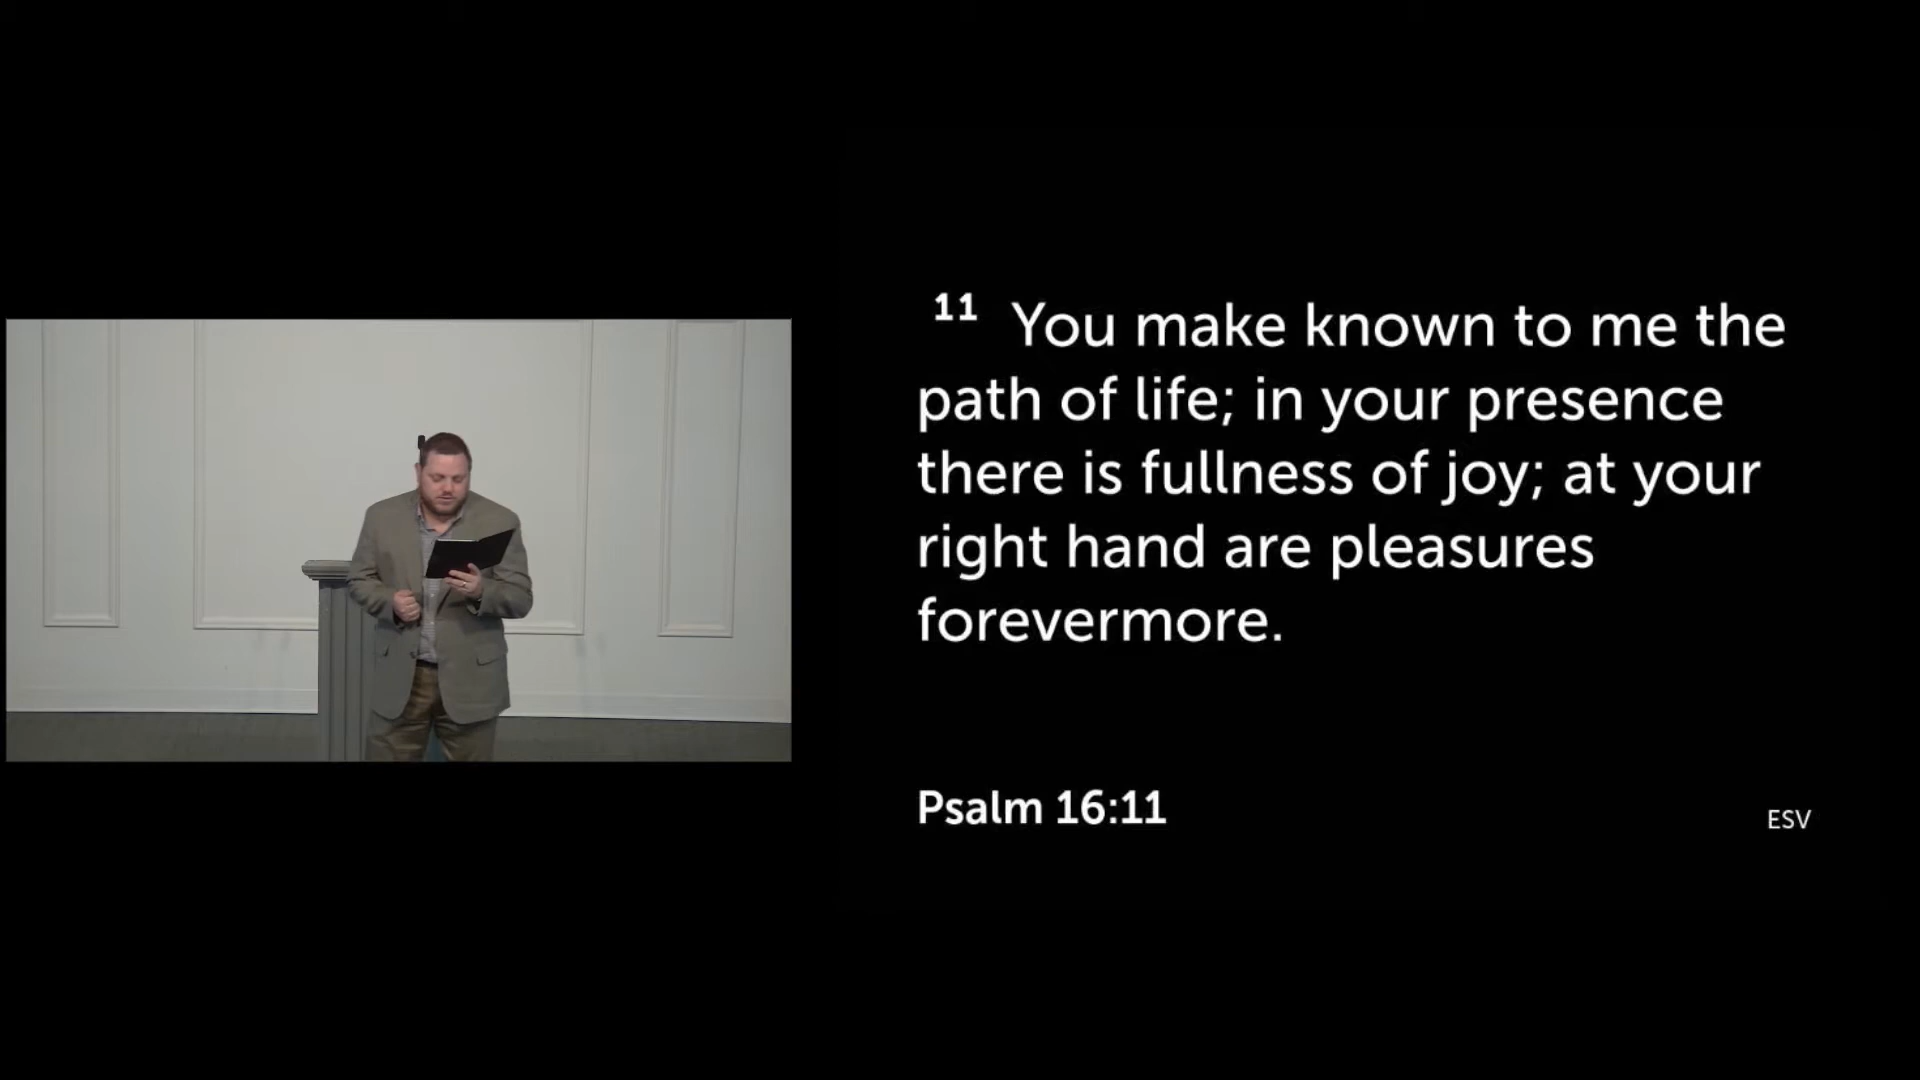 11 You make known to me the
path of life; in your presence
there is fullness of joy; at your
right hand are pleasures
forevermore.
Psalm 16:11
ESV